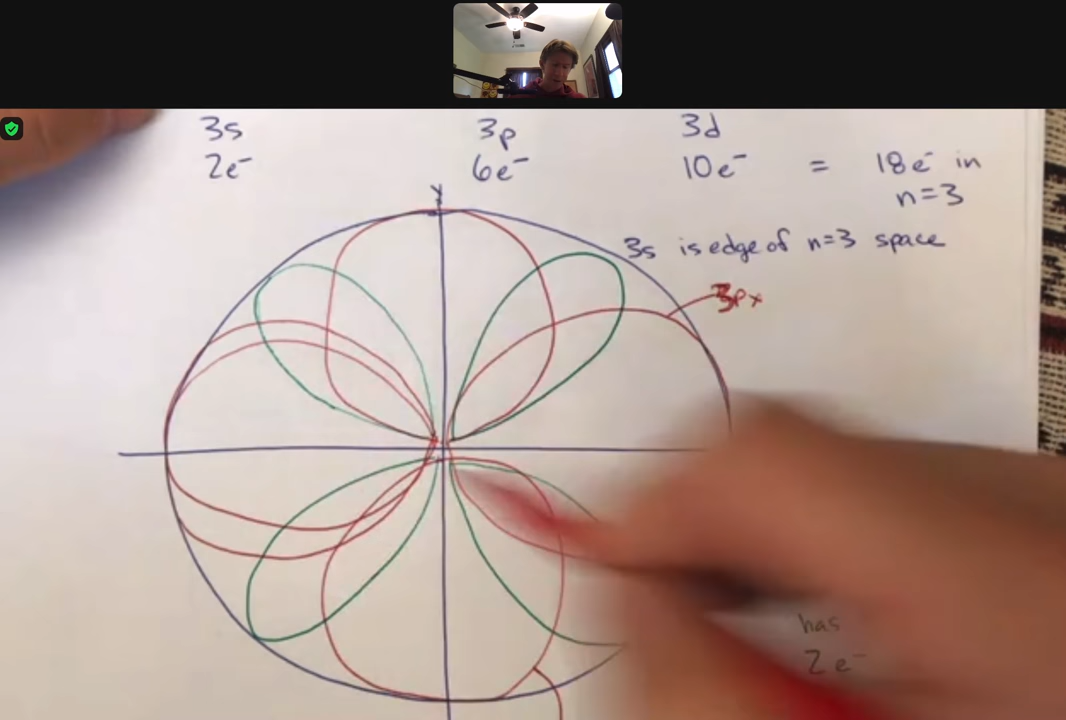 3s 3p 3d
2e⁻ 6e⁻ 10e⁻ = 18e⁻ in
n=3
y
3s is edge of n=3 space
3px
has
2e⁻